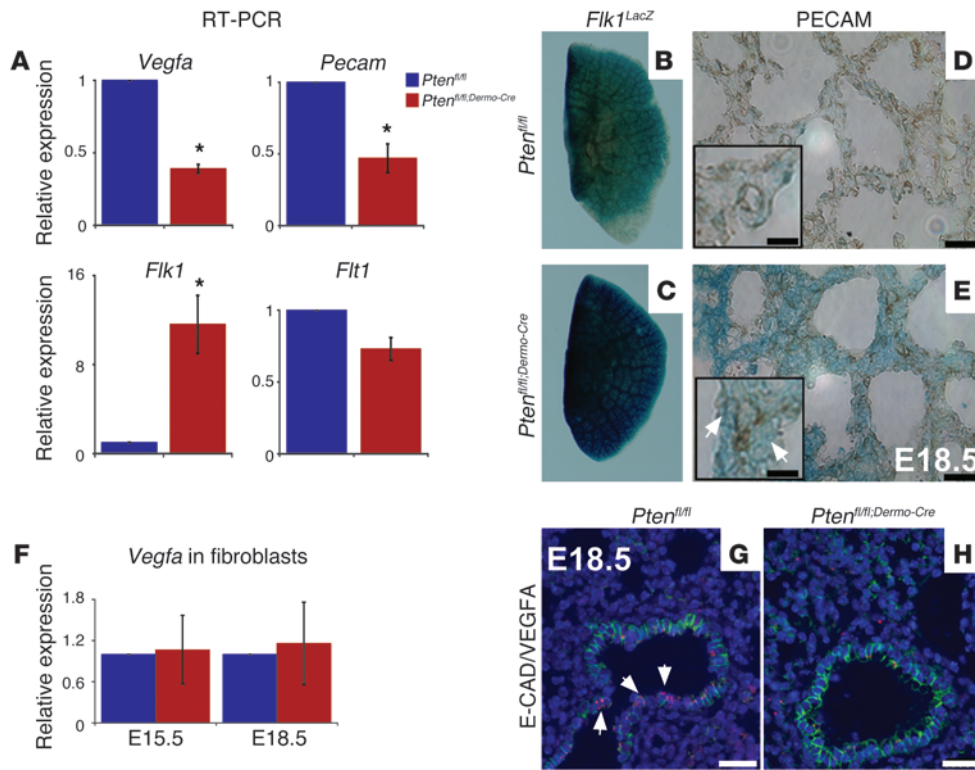 RT-PCR
A
Vegfa
Pecam
Pten^fl/fl
Pten^fl/fl;Dermo-Cre
Relative expression
1
0.5
0
*
1
0.5
0
*
Flk1
Flt1
Relative expression
16
8
0
*
1
0.5
0
Flk1^LacZ
PECAM
Pten^fl/fl
B
D
Pten^fl/fl;Dermo-Cre
C
E
E18.5
F
Vegfa in fibroblasts
Relative expression
1.8
1.2
0.6
0
E15.5
E18.5
Pten^fl/fl
Pten^fl/fl;Dermo-Cre
E-CAD/VEGFA
E18.5
G
H